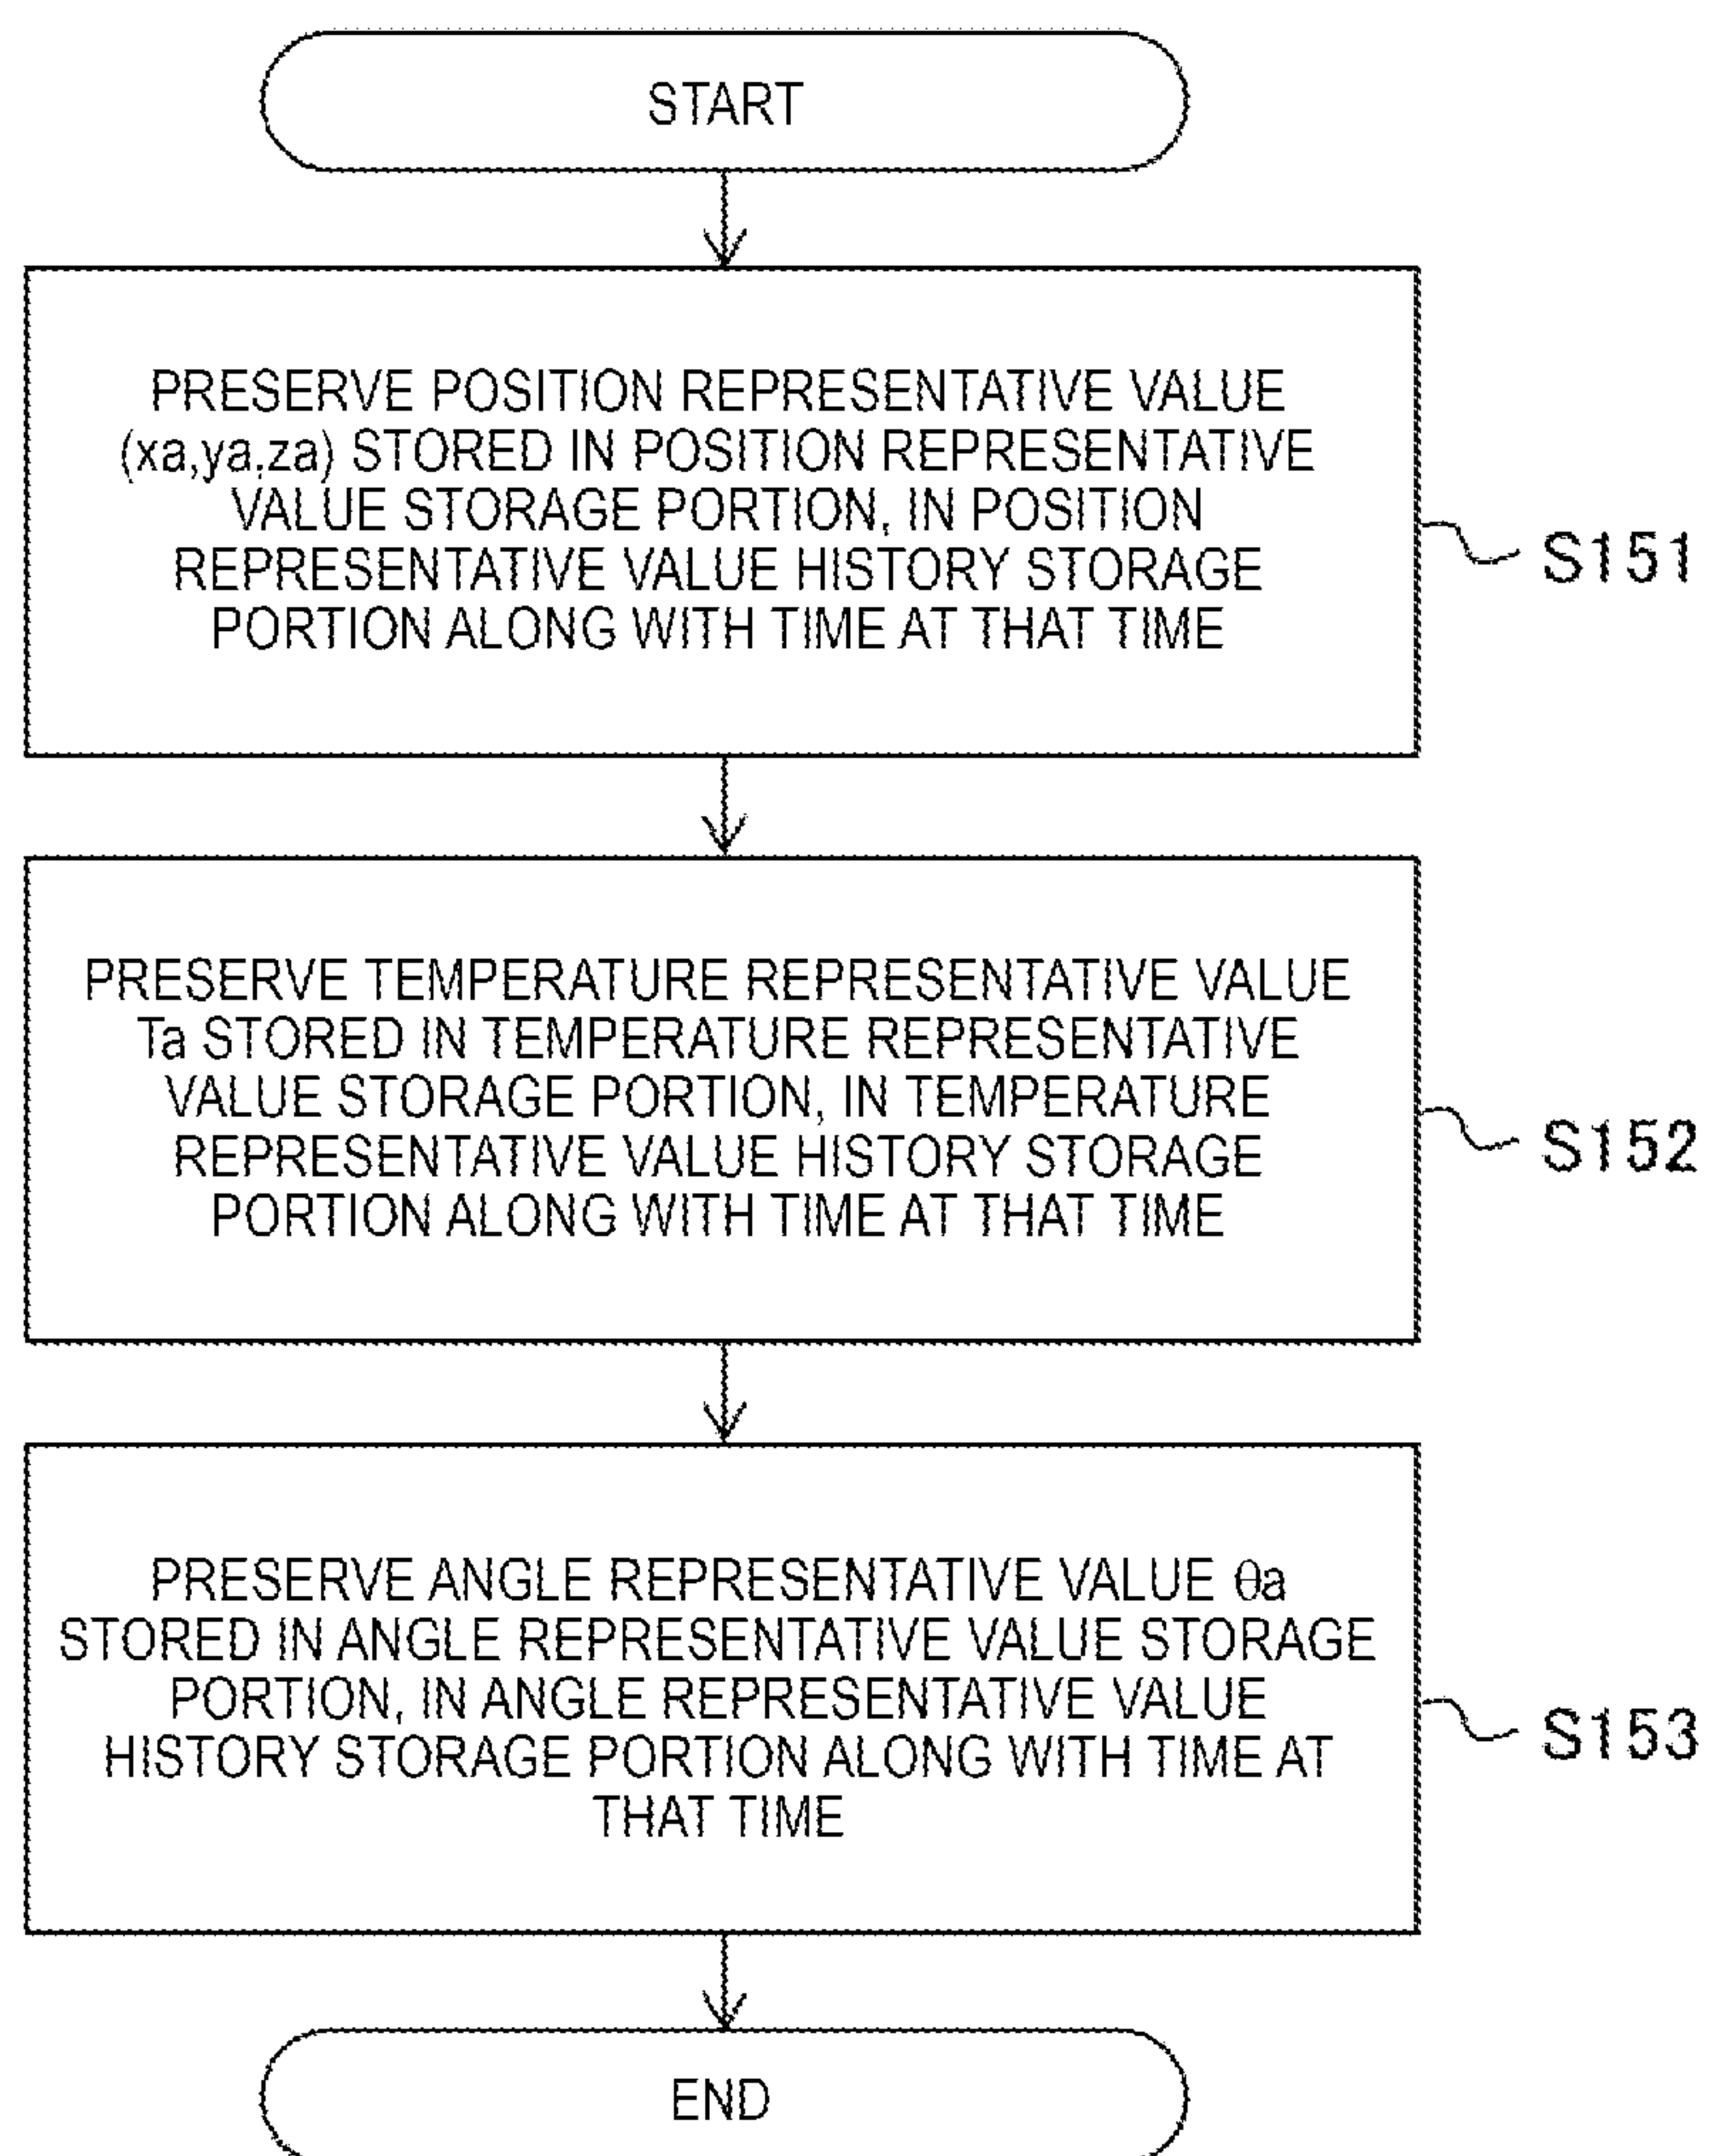 START
PRESERVE POSITION REPRESENTATIVE VALUE
(xa,ya,za) STORED IN POSITION REPRESENTATIVE
VALUE STORAGE PORTION, IN POSITION
REPRESENTATIVE VALUE HISTORY STORAGE
PORTION ALONG WITH TIME AT THAT TIME
S151
PRESERVE TEMPERATURE REPRESENTATIVE VALUE
Ta STORED IN TEMPERATURE REPRESENTATIVE
VALUE STORAGE PORTION, IN TEMPERATURE
REPRESENTATIVE VALUE HISTORY STORAGE
PORTION ALONG WITH TIME AT THAT TIME
S152
PRESERVE ANGLE REPRESENTATIVE VALUE θa
STORED IN ANGLE REPRESENTATIVE VALUE STORAGE
PORTION, IN ANGLE REPRESENTATIVE VALUE
HISTORY STORAGE PORTION ALONG WITH TIME AT
THAT TIME
S153
END